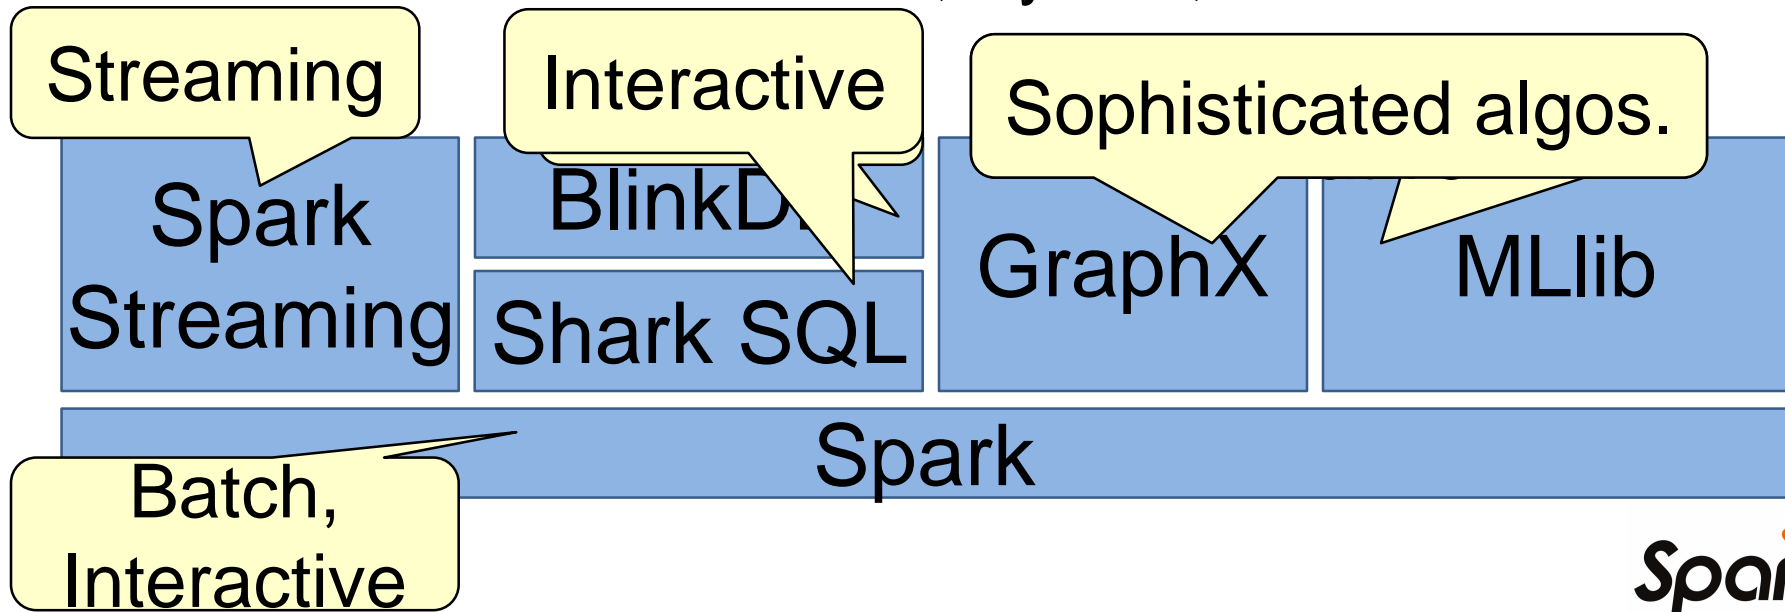 Streaming
Interactive
Sophisticated algos.
Spark
Streaming
Shark SQL
GraphX
MLlib
Spark
Batch,
Interactive